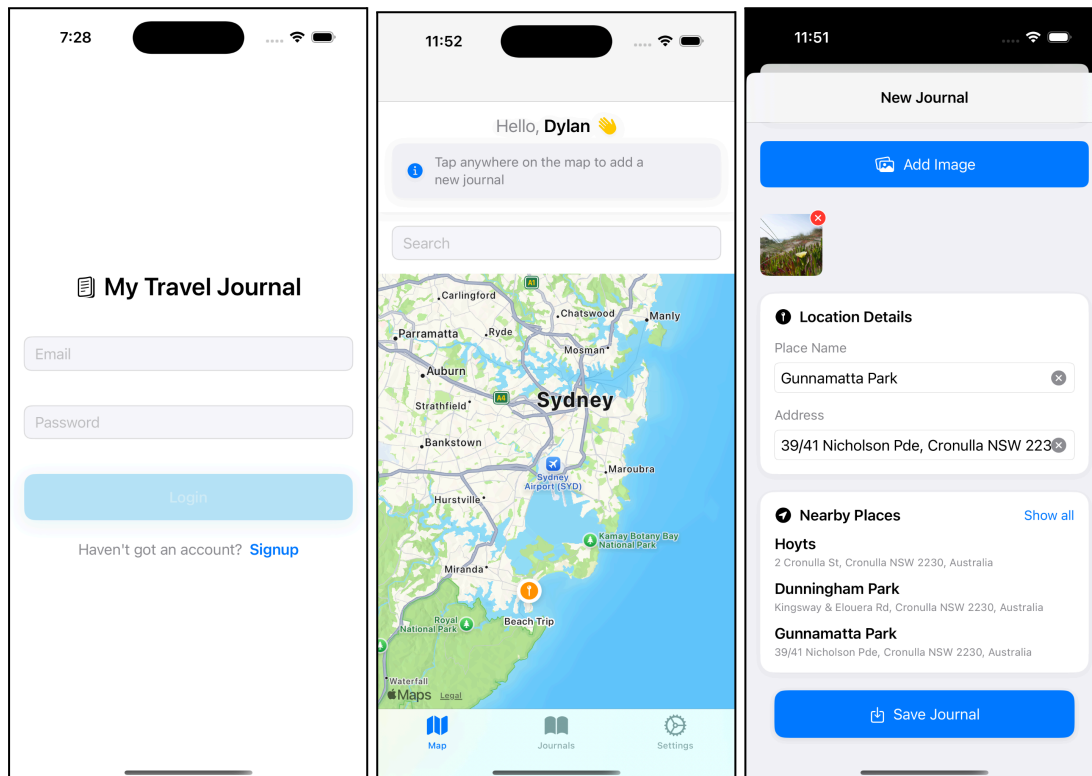 7:28
My Travel Journal
Email
Password
Login
Haven't got an account? Signup
11:52
Hello, Dylan 👋
Tap anywhere on the map to add a
new journal
Search
A1
Carlingford
Chatswood
Manly
Parramatta
Ryde
Mosman
Auburn
A4
Sydney
Strathfield
Bankstown
Sydney
Airport (SYD)
Maroubra
Hurstville
Kamay Botany Bay
National Park
Miranda
Royal
National Park
Beach Trip
Waterfall
Maps Legal
Map
Journals
Settings
11:51
New Journal
Add Image
Location Details
Place Name
Gunnamatta Park
Address
39/41 Nicholson Pde, Cronulla NSW 223
Nearby Places
Show all
Hoyts
2 Cronulla St, Cronulla NSW 2230, Australia
Dunningham Park
Kingsway & Elouera Rd, Cronulla NSW 2230, Australia
Gunnamatta Park
39/41 Nicholson Pde, Cronulla NSW 2230, Australia
Save Journal